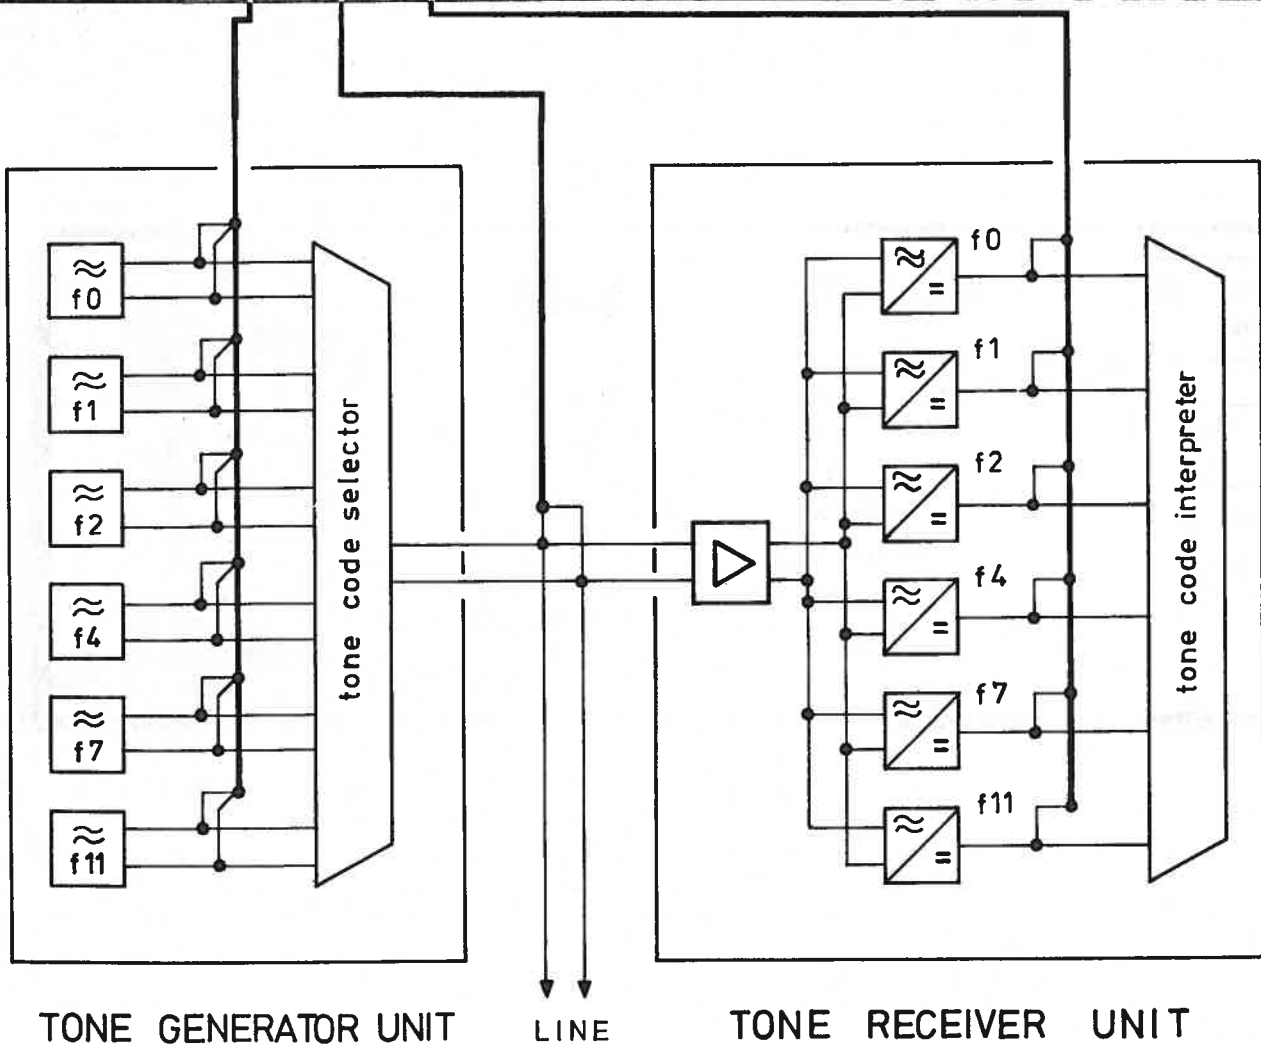 f0
f1
f2
f4
f7
f11
tone code selector
f0
f1
f2
f4
f7
f11
tone code interpreter
TONE GENERATOR UNIT
LINE
TONE RECEIVER UNIT